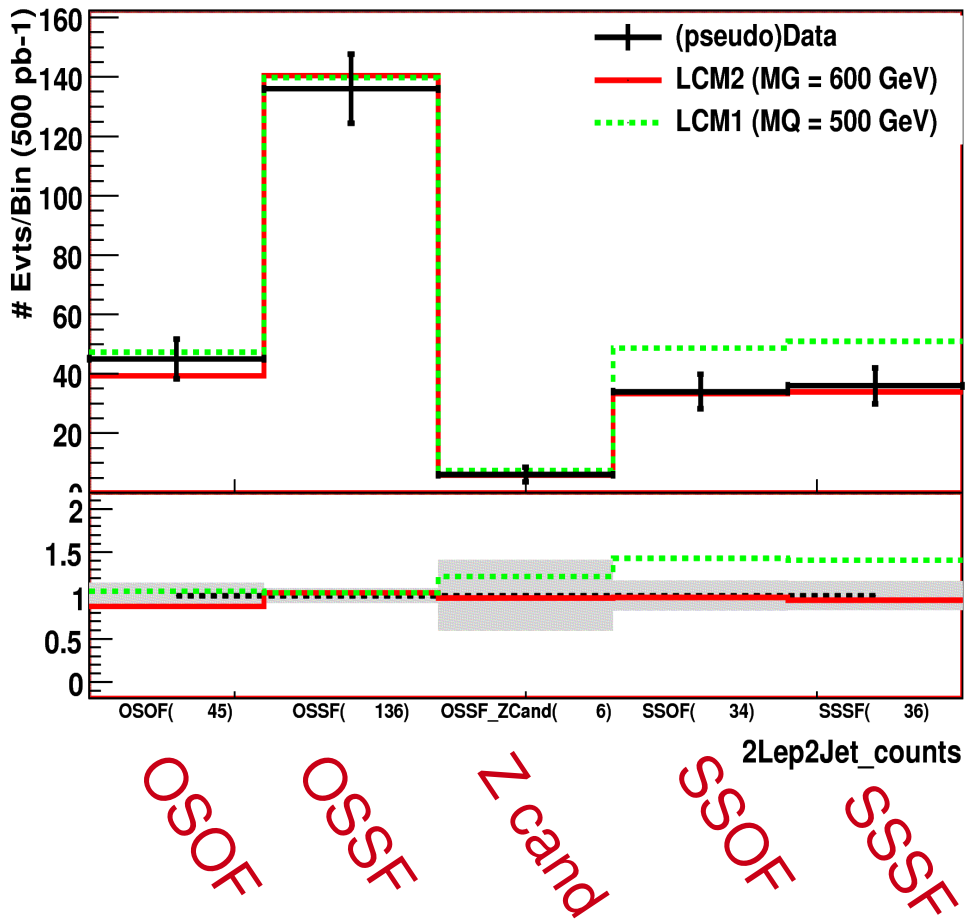 # Evts/Bin (500 pb-1)
160
140
120
100
80
60
40
20
0
(pseudo)Data
LCM2 (MG = 600 GeV)
LCM1 (MQ = 500 GeV)
2
1.5
1
0.5
0
OSOF( 45) OSSF( 136) OSSF_ZCand( 6) SSOF( 34) SSSF( 36)
2Lep2Jet_counts
OSOF
OSSF
Z cand
SSOF
SSSF